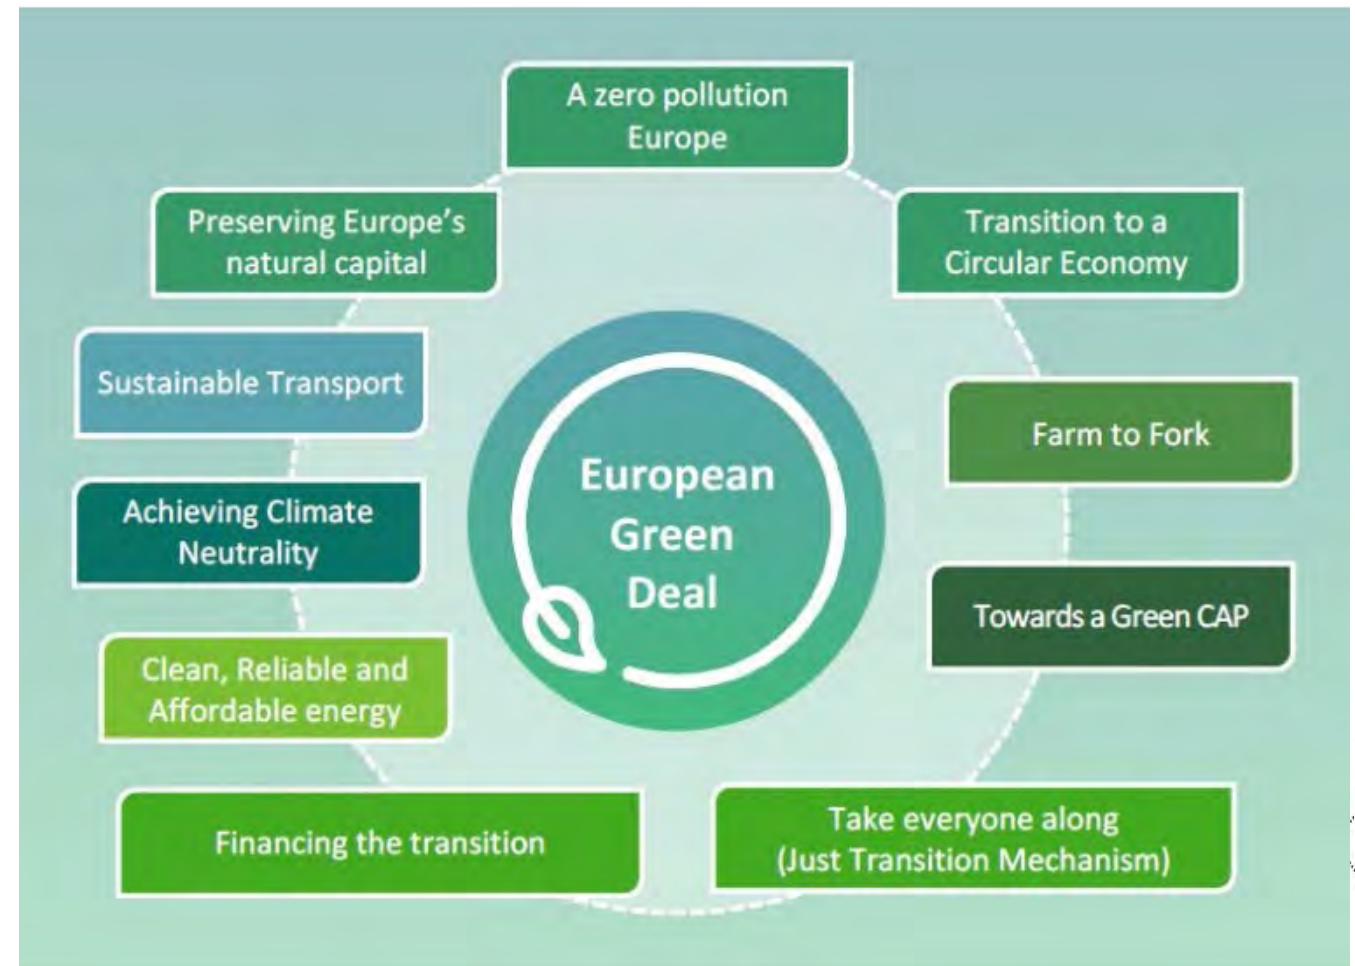 A zero pollution
Europe
Preserving Europe's
natural capital
Transition to a
Circular Economy
Sustainable Transport
Farm to Fork
European
Green
Deal
Achieving Climate
Neutrality
Towards a Green CAP
Clean, Reliable and
Affordable energy
Financing the transition
Take everyone along
(Just Transition Mechanism)